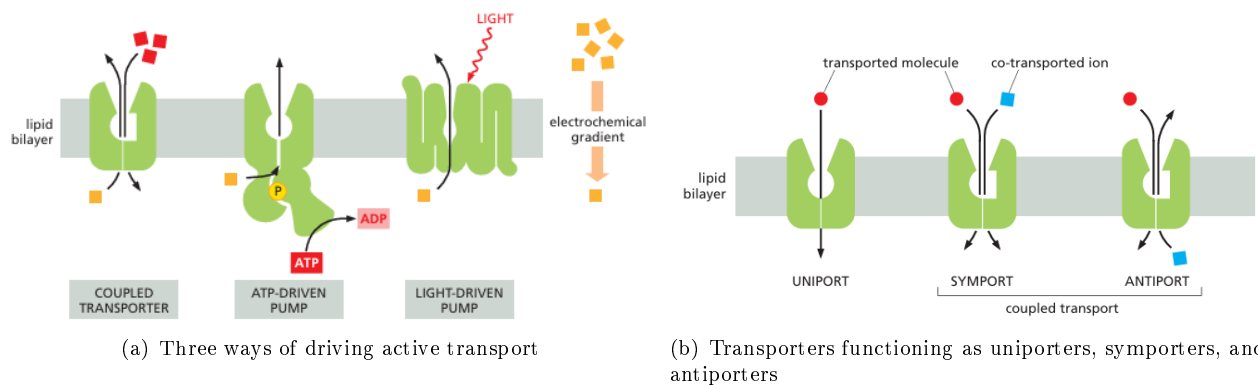 LIGHT
lipid
bilayer
electrochemical
gradient
P
ADP
ATP
COUPLED
TRANSPORTER
ATP-DRIVEN
PUMP
LIGHT-DRIVEN
PUMP
(a) Three ways of driving active transport
transported molecule
co-transported ion
lipid
bilayer
UNIPORT
SYMPORT
ANTIPORT
coupled transport
(b) Transporters functioning as uniporters, symporters, and
antiporters